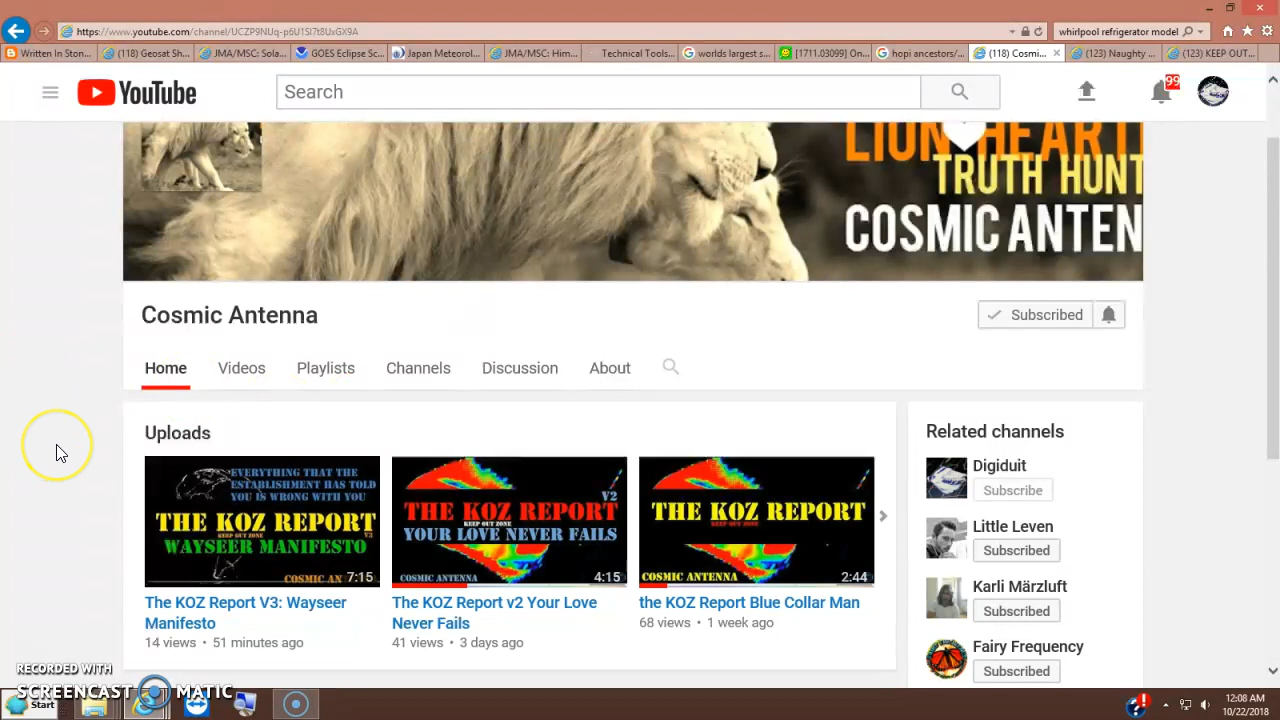 https://www.youtube.com/channel/UCZP9NUq-p6U1SI7t8UxGX9A
whirlpool refrigerator model
Written In Ston...
(118) Geosat Sh...
JMA/MSC: Sola...
GOES Eclipse Sc...
Japan Meteorol...
JMA/MSC: Him...
Technical Tools...
worlds largest s...
[1711.03099] On...
hopi ancestors/...
(118) Cosmi...
(123) Naughty ...
(123) KEEP OUT...
YouTube
Search
99
LION HEART
TRUTH HUNT
COSMIC ANTEN
Cosmic Antenna
Subscribed
Home
Videos
Playlists
Channels
Discussion
About
Uploads
EVERYTHING THAT THE
ESTABLISHMENT HAS TOLD
YOU IS WRONG WITH YOU
THE KOZ REPORT
KEEP OUT ZONE
V3
WAYSEER MANIFESTO
COSMIC AN
7:15
V2
THE KOZ REPORT
KEEP OUT ZONE
YOUR LOVE NEVER FAILS
COSMIC ANTENNA
4:15
THE KOZ REPORT
KEEP OUT ZONE
COSMIC ANTENNA
2:44
The KOZ Report V3: Wayseer
Manifesto
14 views • 51 minutes ago
The KOZ Report v2 Your Love
Never Fails
41 views • 3 days ago
the KOZ Report Blue Collar Man
68 views • 1 week ago
Related channels
Digiduit
Subscribe
Little Leven
Subscribed
Karli Märzluft
Subscribed
Fairy Frequency
Subscribed
RECORDED WITH
SCREENCAST MATIC
Start
12:08 AM
10/22/2018